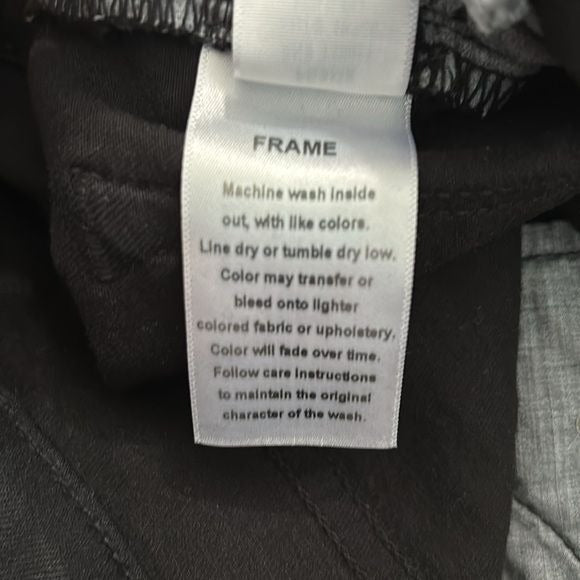 FRAME
Machine wash inside
out, with like colors.
Line dry or tumble dry low.
Color may transfer or
bleed onto lighter
colored fabric or upholstery.
Color will fade over time.
Follow care instructions
to maintain the original
character of the wash.